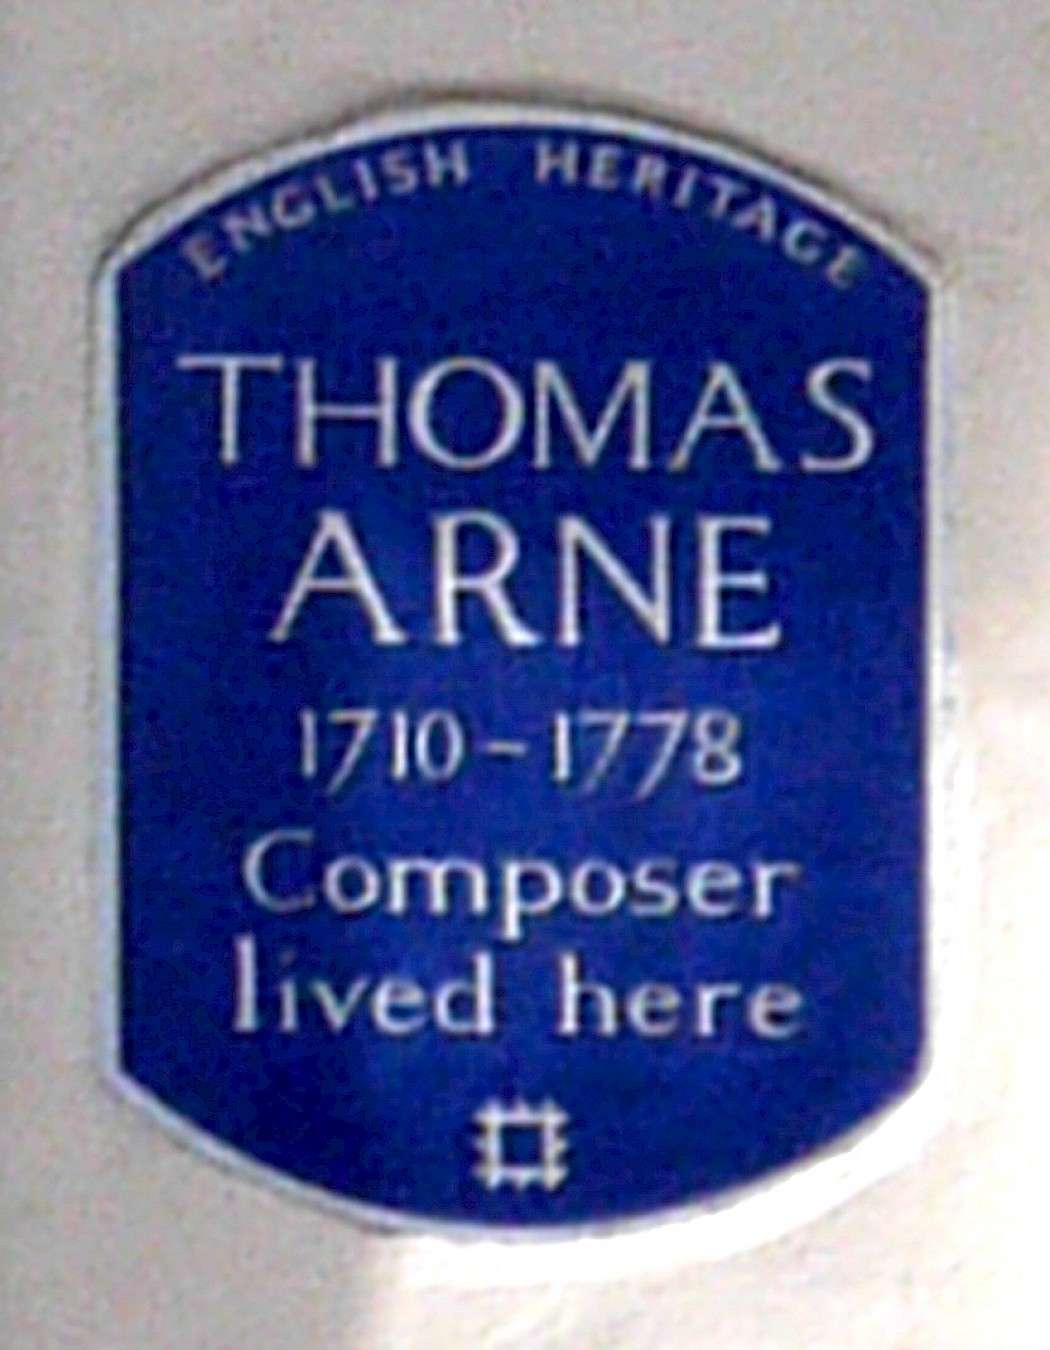 ENGLISH HERITAGE
THOMAS
ARNE
1710-1778
Composer
lived here